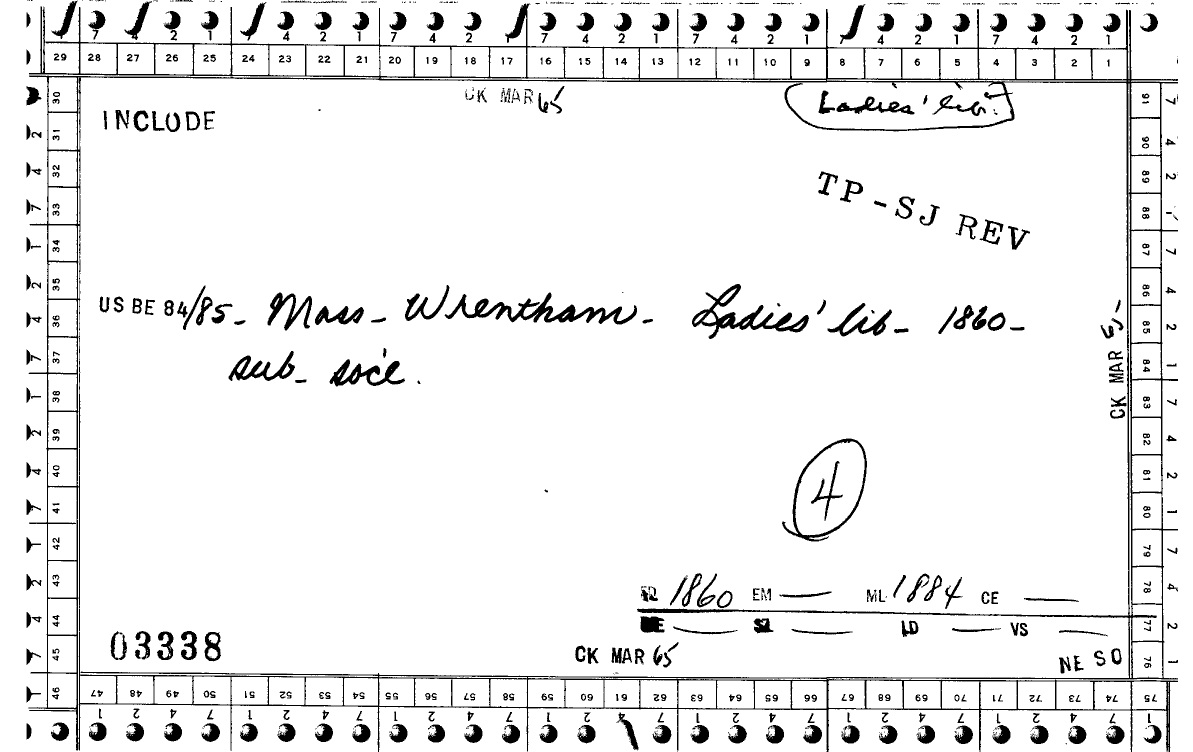 7 4 2 1 7 4 2 1 7 4 2 1 7 4 2 1 7 4 2 1 7 4 2 1 7 4 2 1
29 28 27 26 25 24 23 22 21 20 19 18 17 16 15 14 13 12 11 10 9 8 7 6 5 4 3 2 1
CK MAR 65
Ladies' lib.
INCLUDE
TP-SJ REV
US BE 84/85- Mass- Wrentham- Ladies' lib- 1860-
sub- soc'l.
4
1860 EM — ML 1884 CE —
— — LD — VS —
03338
CK MAR 65
NE SO
CK MAR
30 31 32 33 34 35 36 37 38 39 40 41 42 43 44 45 46
91 90 89 88 87 86 85 84 83 82 81 80 79 78 77 76
47 48 49 50 51 52 53 54 55 56 57 58 59 60 61 62 63 64 65 66 67 68 69 70 71 72 73 74 75